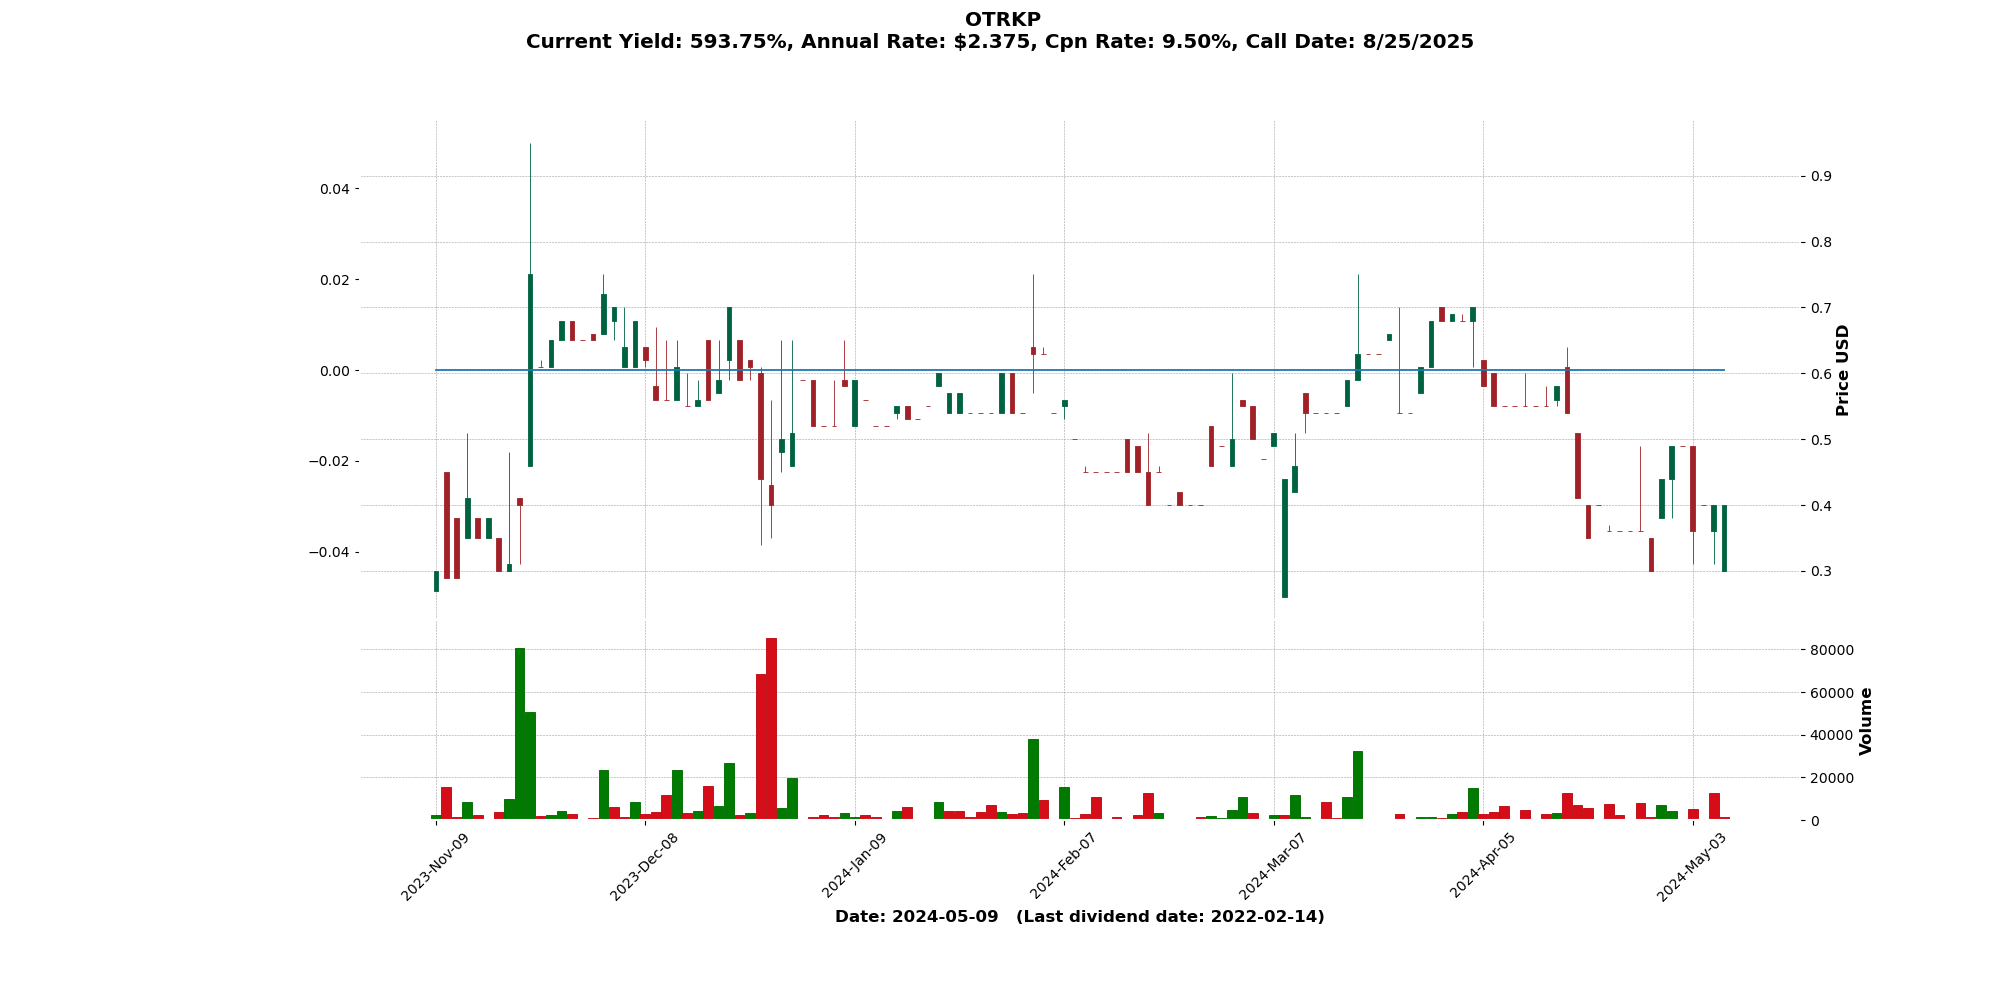 OTRKP
Current Yield: 593.75%, Annual Rate: $2.375, Cpn Rate: 9.50%, Call Date: 8/25/2025
0.04
0.02
0.00
−0.02
−0.04
0.9
0.8
0.7
0.6
0.5
0.4
0.3
Price USD
80000
60000
40000
20000
0
Volume
2023-Nov-09
2023-Dec-08
2024-Jan-09
2024-Feb-07
2024-Mar-07
2024-Apr-05
2024-May-03
Date: 2024-05-09 (Last dividend date: 2022-02-14)